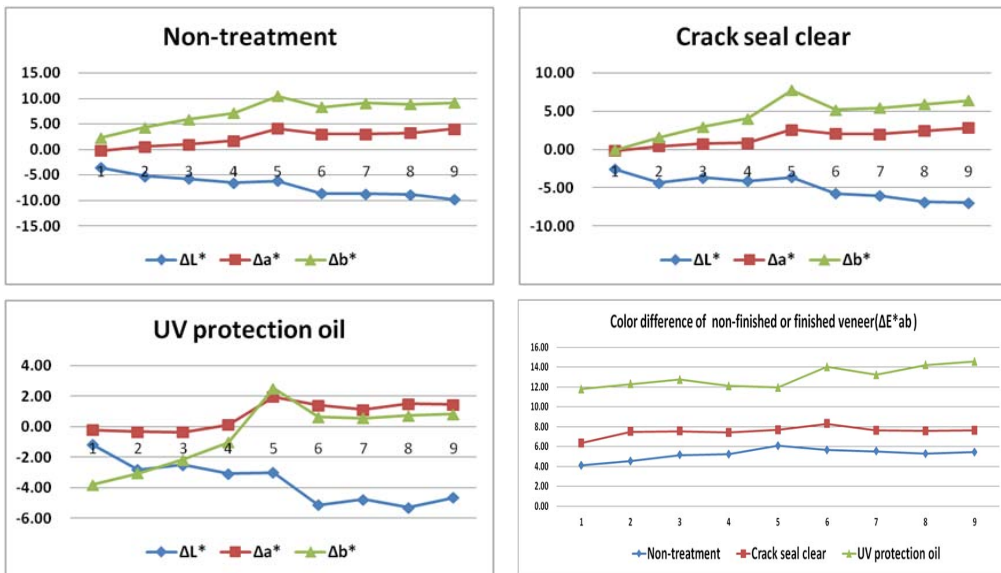 Non-treatment
15.00
10.00
5.00
0.00
-5.00
-10.00
-15.00
1 2 3 4 5 6 7 8 9
ΔL* Δa* Δb*
Crack seal clear
10.00
5.00
0.00
-5.00
-10.00
1 2 3 4 5 6 7 8 9
ΔL* Δa* Δb*
UV protection oil
4.00
2.00
0.00
-2.00
-4.00
-6.00
1 2 3 4 5 6 7 8 9
ΔL* Δa* Δb*
Color difference of non-finished or finished veneer(ΔE*ab )
16.00
14.00
12.00
10.00
8.00
6.00
4.00
2.00
0.00
1 2 3 4 5 6 7 8 9
Non-treatment Crack seal clear UV protection oil